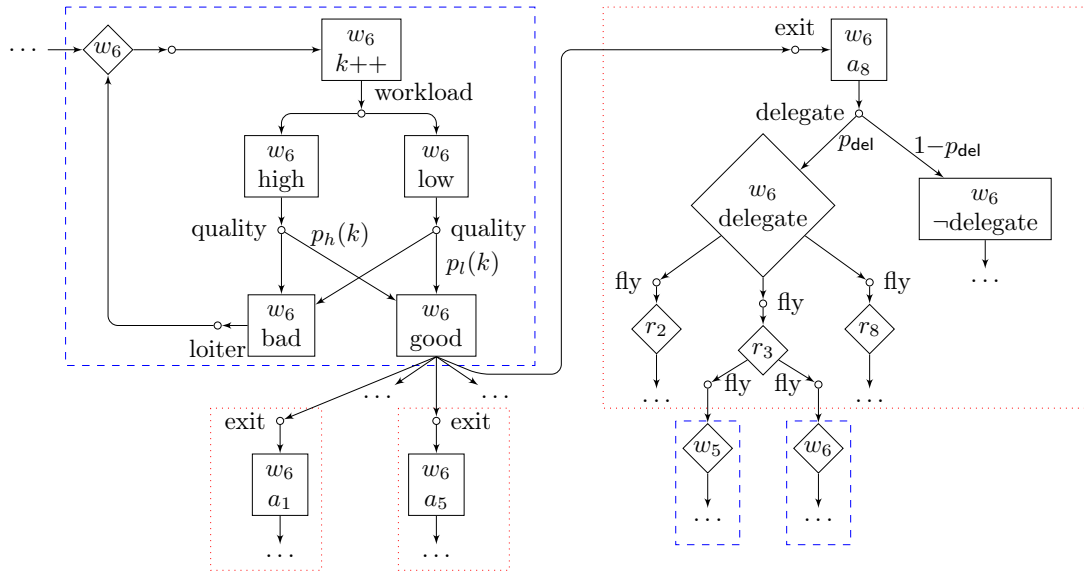 ⋯
w₆
w₆
k++
workload
w₆
high
w₆
low
quality
pₕ(k)
quality
pₗ(k)
w₆
bad
w₆
good
loiter
⋯
⋯
exit
w₆
a₁
⋯
exit
w₆
a₅
⋯
exit
w₆
a₈
delegate
p_del
1−p_del
w₆
delegate
w₆
¬delegate
⋯
fly
r₂
⋯
fly
r₃
fly
r₈
⋯
fly
fly
w₅
⋯
w₆
⋯